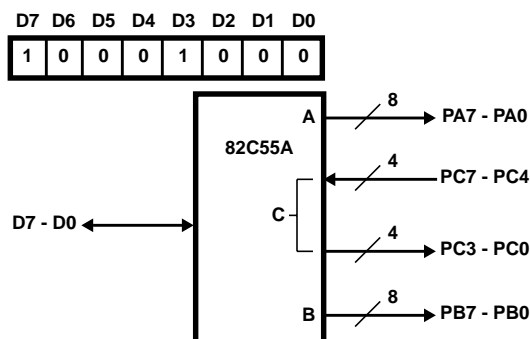 D7 D6 D5 D4 D3 D2 D1 D0
1 0 0 0 1 0 0 0
A 8 PA7 - PA0
82C55A
4 PC7 - PC4
C
D7 - D0
4 PC3 - PC0
B 8 PB7 - PB0